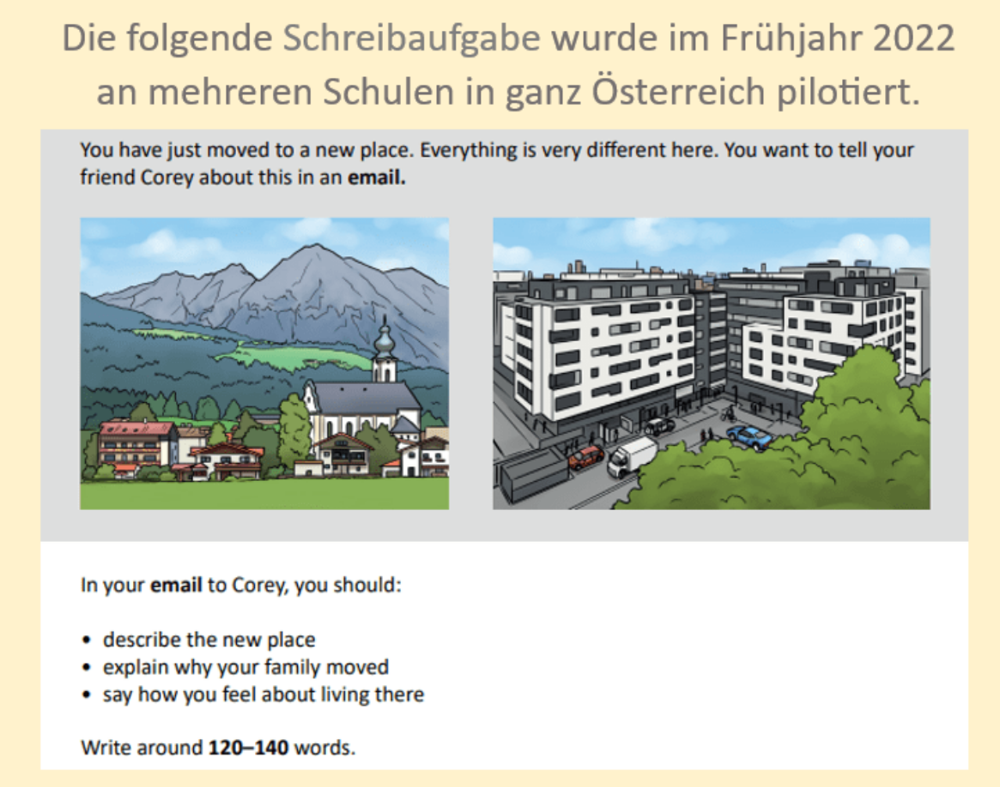 Die folgende Schreibaufgabe wurde im Frühjahr 2022
an mehreren Schulen in ganz Österreich pilotiert.
You have just moved to a new place. Everything is very different here. You want to tell your
friend Corey about this in an email.
In your email to Corey, you should:
• describe the new place
• explain why your family moved
• say how you feel about living there
Write around 120–140 words.